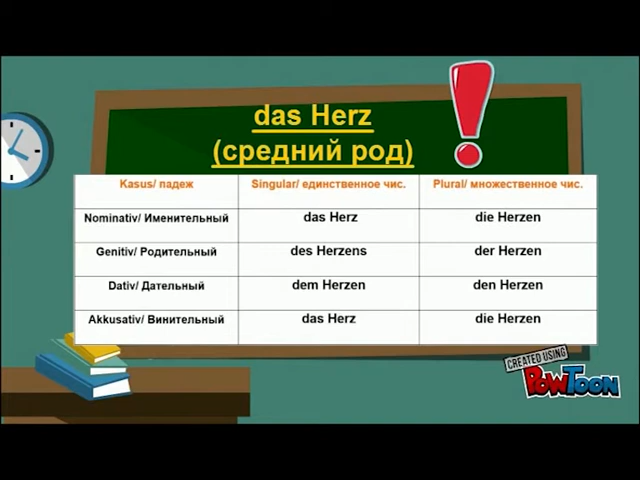 das Herz
(средний род)
Kasus/ падеж Singular/ единственное чис. Plural/ множественное чис.
Nominativ/ Именительный das Herz die Herzen
Genitiv/ Родительный des Herzens der Herzen
Dativ/ Дательный dem Herzen den Herzen
Akkusativ/ Винительный das Herz die Herzen
CREATED USING
POWTOON